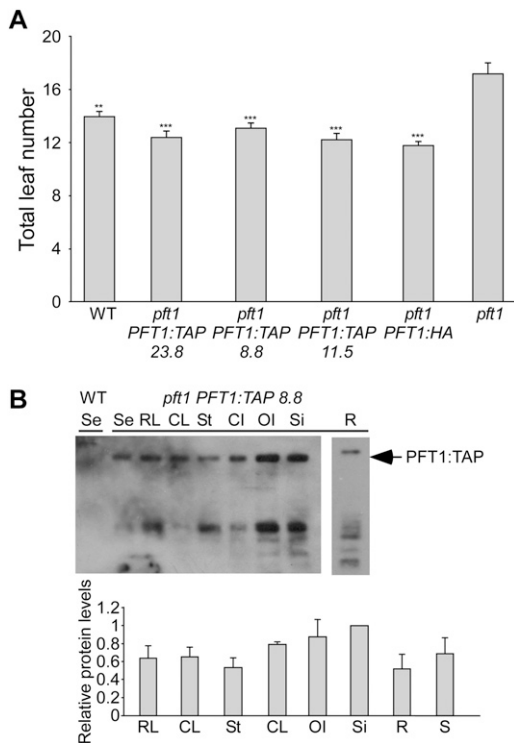 A
Total leaf number
20
16
12
8
4
0
** *** *** *** ***
WT pft1 pft1 pft1 pft1 pft1
PFT1:TAP PFT1:TAP PFT1:TAP PFT1:HA
23.8 8.8 11.5
B
WT pft1 PFT1:TAP 8.8
Se Se RL CL St Cl Ol Si R
PFT1:TAP
Relative protein levels
1.2
1
0.8
0.6
0.4
0.2
0
RL CL St CL Ol Si R S